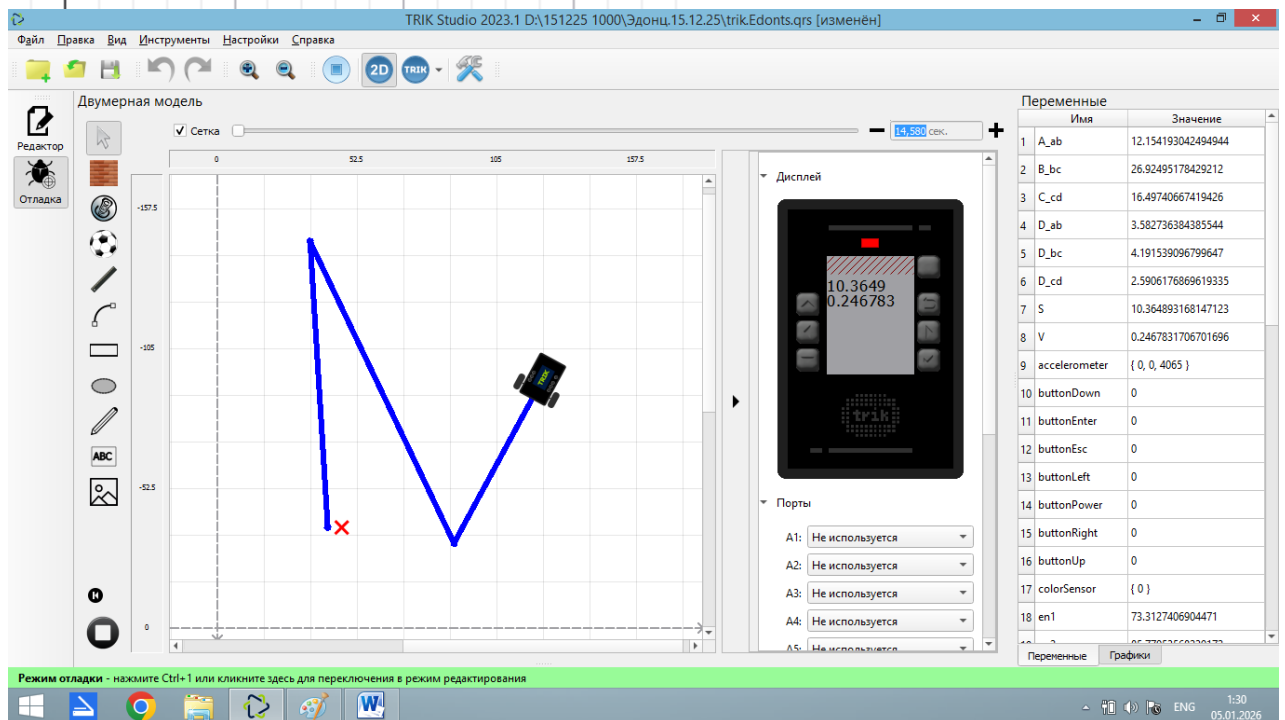 TRIK Studio 2023.1 D:\151225 1000\Эдонц.15.12.25\trik.Edonts.qrs [изменён]
Файл Правка Вид Инструменты Настройки Справка
2D TRIK
Редактор
Отладка
Двумерная модель
Сетка
14,580 сек.
0 52.5 105 157.5
-157.5
-105
-52.5
0
TRIK
ABC
Дисплей
10.3649
0.246783
trik
Порты
A1: Не используется
A2: Не используется
A3: Не используется
A4: Не используется
A5: Не используется
Переменные
Имя Значение
1 A_ab 12.154193042494944
2 B_bc 26.92495178429212
3 C_cd 16.49740667419426
4 D_ab 3.582736384385544
5 D_bc 4.191539096799647
6 D_cd 2.5906176869619335
7 S 10.364893168147123
8 V 0.2467831706701696
9 accelerometer { 0, 0, 4065 }
10 buttonDown 0
11 buttonEnter 0
12 buttonEsc 0
13 buttonLeft 0
14 buttonPower 0
15 buttonRight 0
16 buttonUp 0
17 colorSensor { 0 }
18 en1 73.3127406904471
Переменные Графики
Режим отладки - нажмите Ctrl+1 или кликните здесь для переключения в режим редактирования
ENG
1:30
05.01.2026